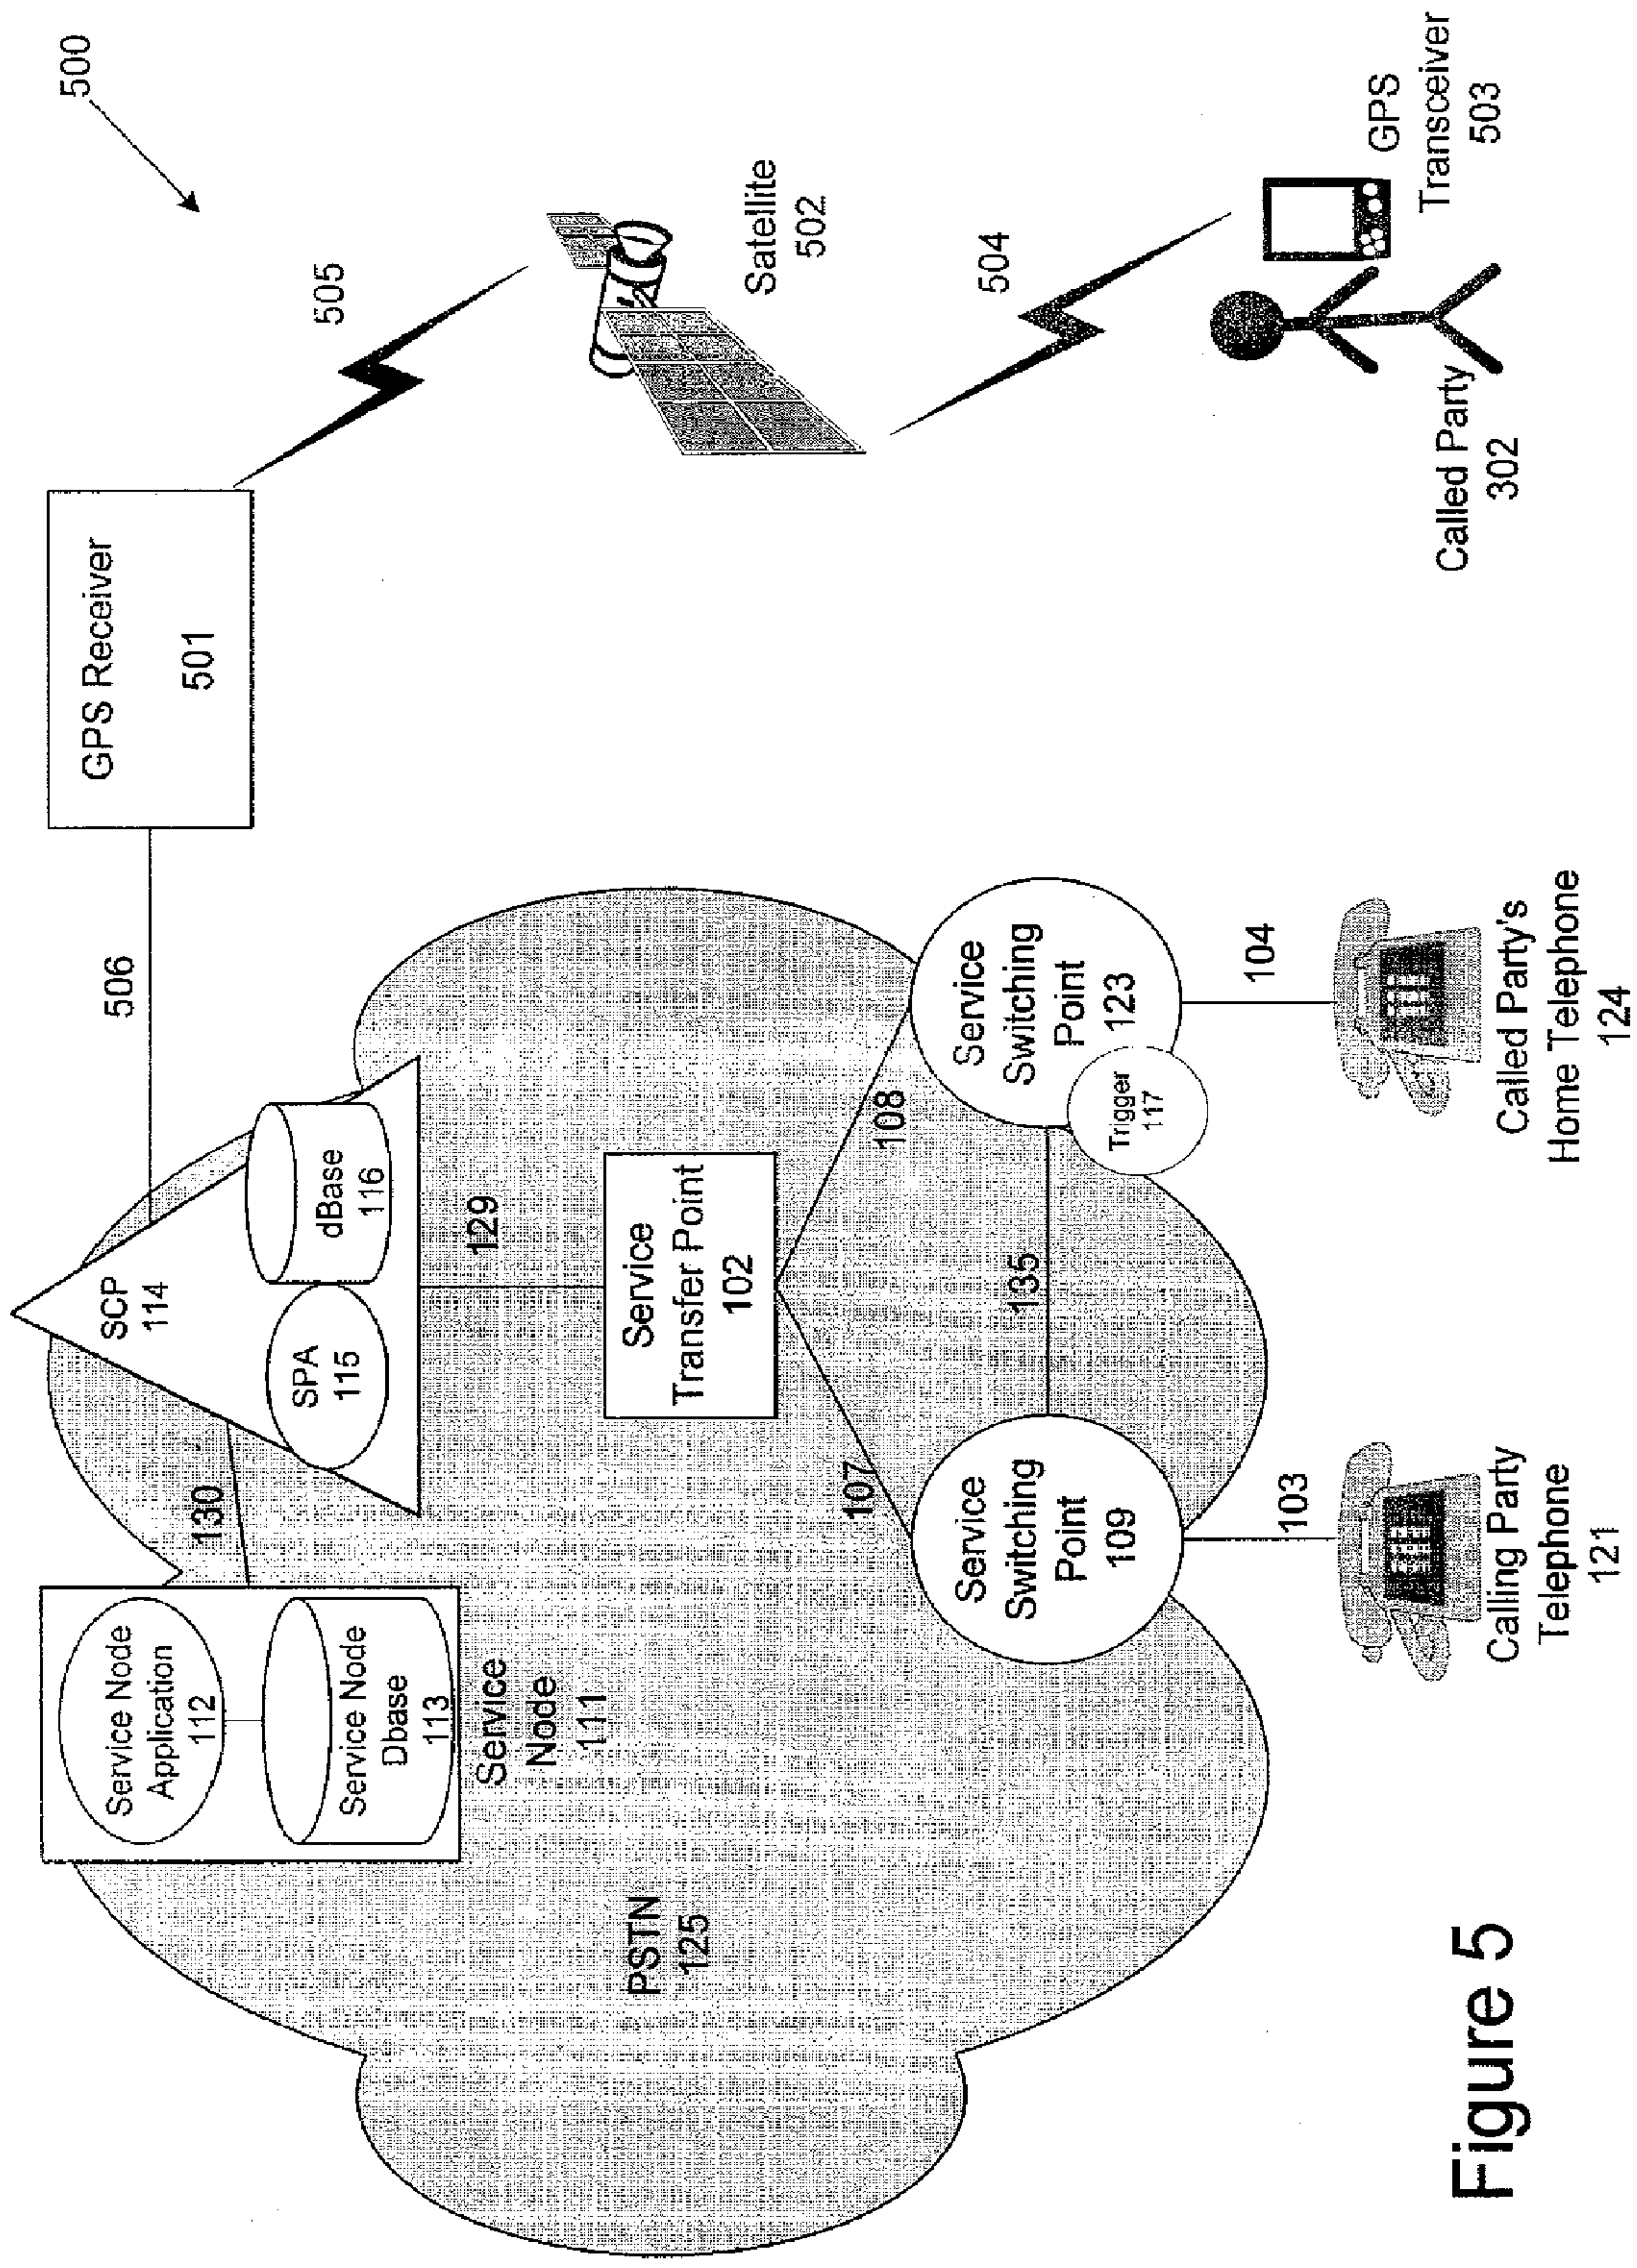 500
505
GPS Receiver
501
506
Satellite
502
504
GPS
Transceiver
503
Called Party
302
Service Node
Application
112
Service Node
Dbase
113
Service
Node
111
130
SCP
114
SPA
115
dBase
116
129
Service
Transfer Point
102
107
108
135
Service
Switching
Point
109
Service
Switching
Point
123
Trigger
117
103
104
PSTN
125
Calling Party
Telephone
121
Called Party's
Home Telephone
124
Figure 5